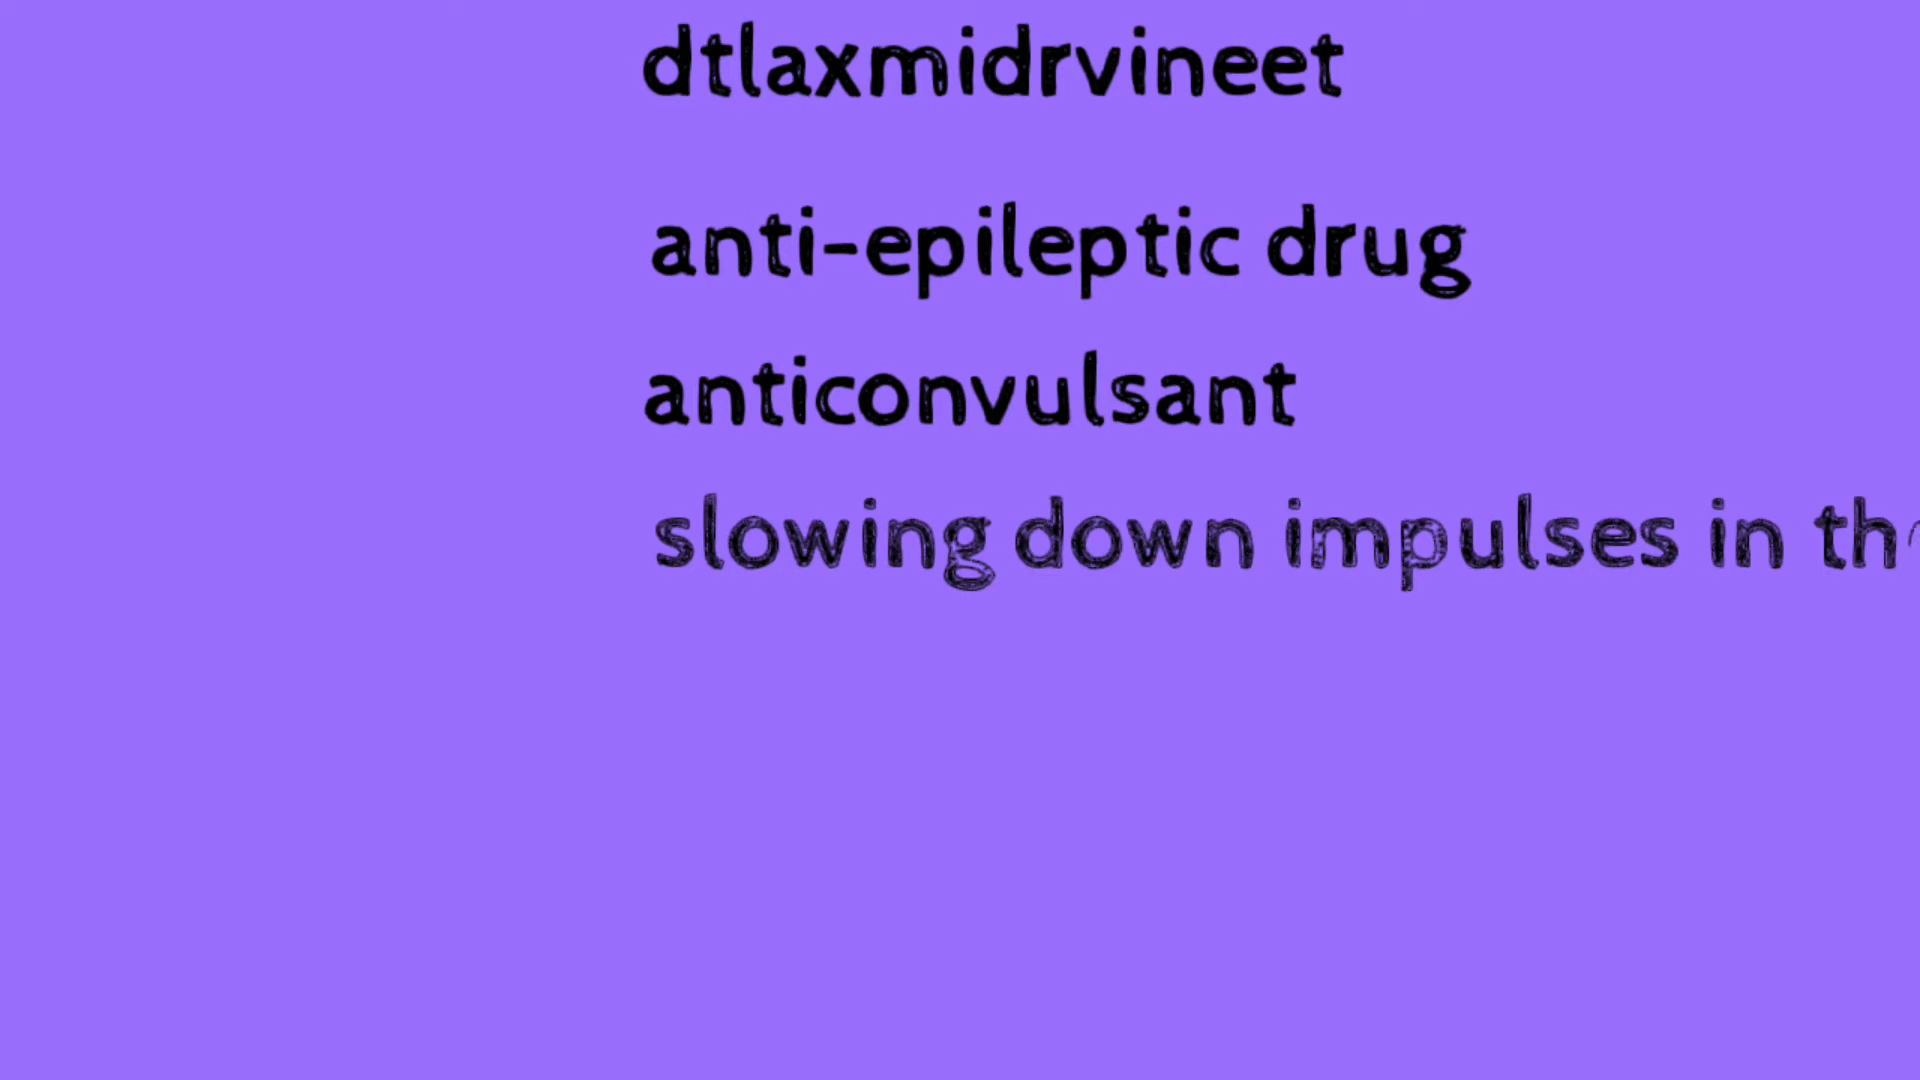 dtlaxmidrvineet
anti-epileptic drug
anticonvulsant
slowing down impulses in th